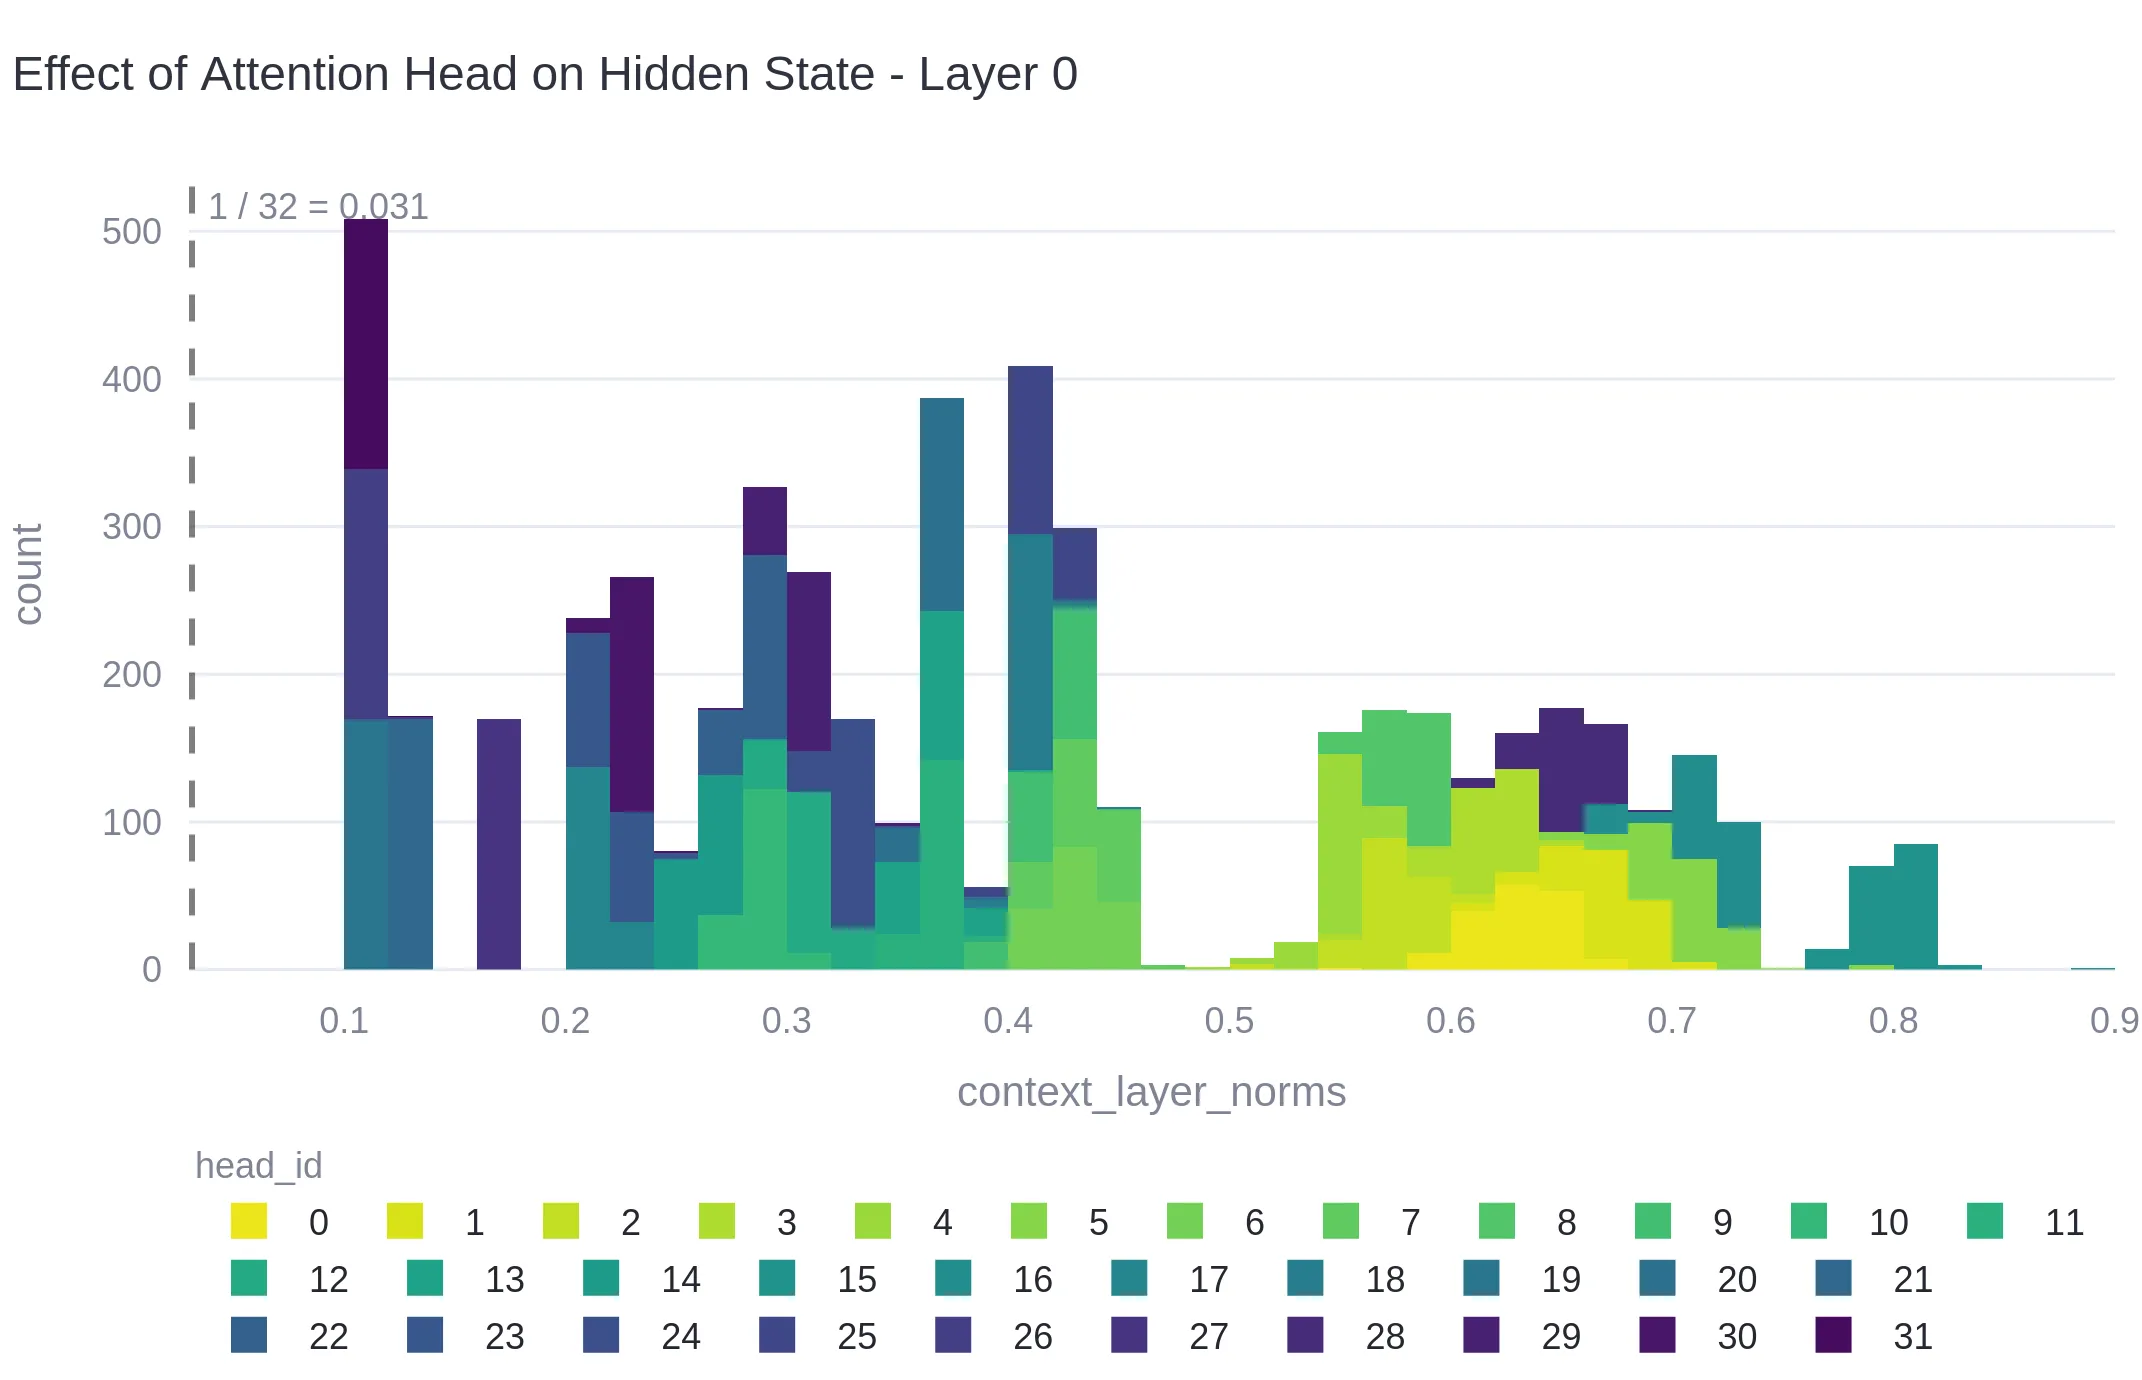 Effect of Attention Head on Hidden State - Layer 0
1 / 32 = 0.031
500
400
300
200
100
0
count
0.1 0.2 0.3 0.4 0.5 0.6 0.7 0.8 0.9
context_layer_norms
head_id
0 1 2 3 4 5 6 7 8 9 10 11
12 13 14 15 16 17 18 19 20 21
22 23 24 25 26 27 28 29 30 31